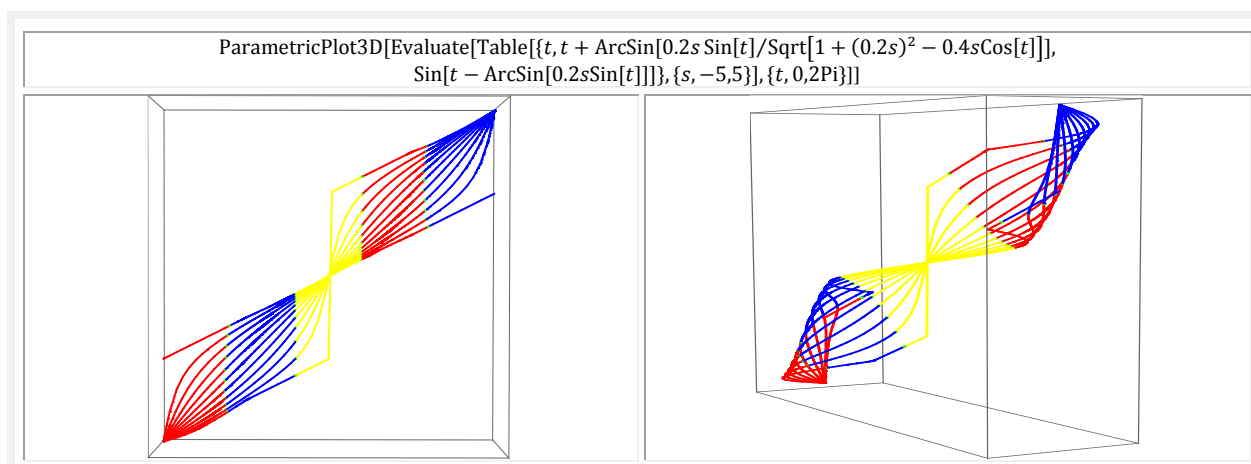 ParametricPlot3D[Evaluate[Table[{t, t + ArcSin[0.2s Sin[t]/Sqrt[1 + (0.2s)² − 0.4sCos[t]]],
Sin[t − ArcSin[0.2sSin[t]]]}, {s, −5,5}], {t, 0,2Pi}]]